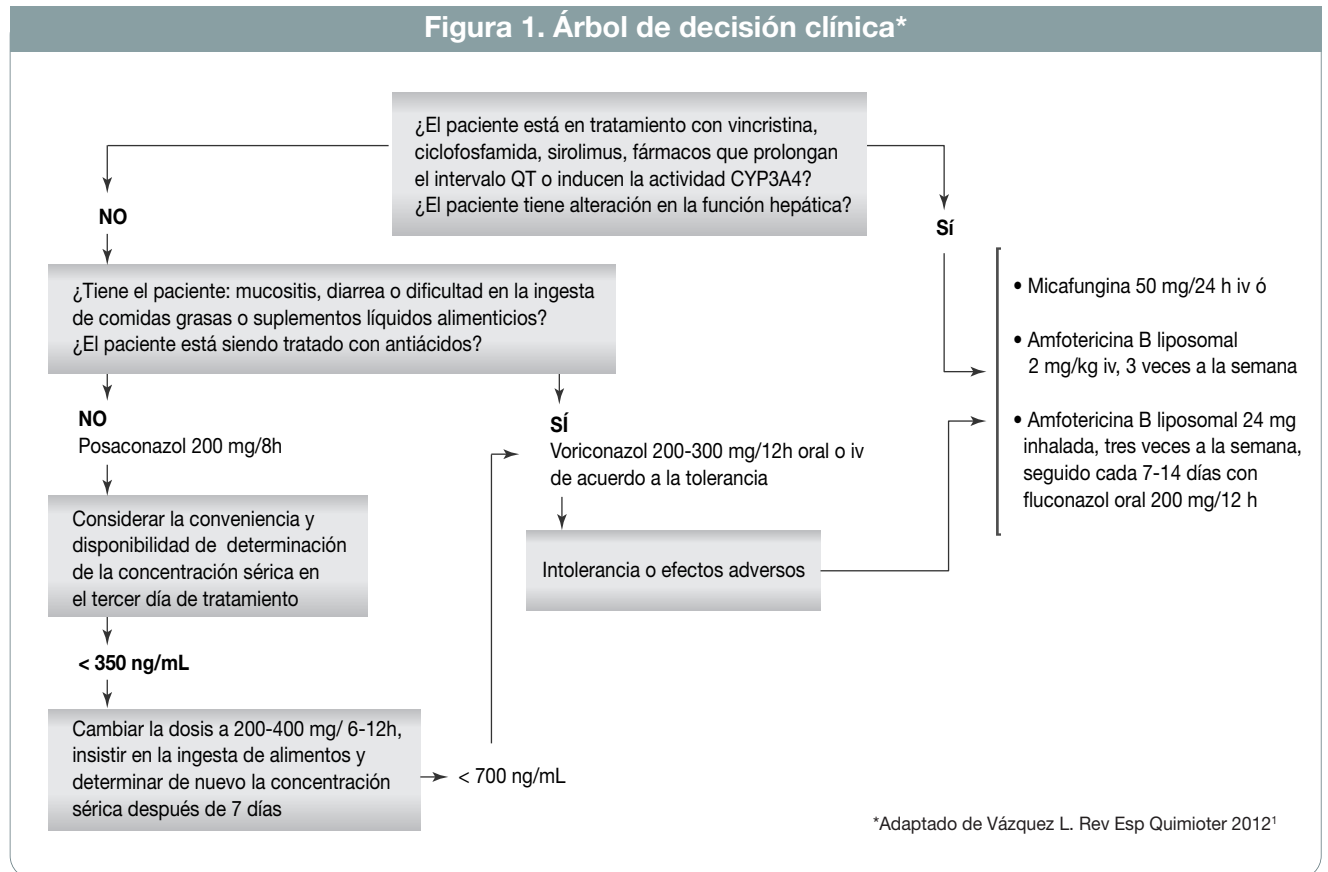 Figura 1. Árbol de decisión clínica*
¿El paciente está en tratamiento con vincristina,
ciclofosfamida, sirolimus, fármacos que prolongan
el intervalo QT o inducen la actividad CYP3A4?
¿El paciente tiene alteración en la función hepática?
NO
Sí
¿Tiene el paciente: mucositis, diarrea o dificultad en la ingesta
de comidas grasas o suplementos líquidos alimenticios?
¿El paciente está siendo tratado con antiácidos?
• Micafungina 50 mg/24 h iv ó
• Amfotericina B liposomal
2 mg/kg iv, 3 veces a la semana
• Amfotericina B liposomal 24 mg
inhalada, tres veces a la semana,
seguido cada 7-14 días con
fluconazol oral 200 mg/12 h
NO
Posaconazol 200 mg/8h
SÍ
Voriconazol 200-300 mg/12h oral o iv
de acuerdo a la tolerancia
Considerar la conveniencia y
disponibilidad de determinación
de la concentración sérica en
el tercer día de tratamiento
Intolerancia o efectos adversos
< 350 ng/mL
Cambiar la dosis a 200-400 mg/ 6-12h,
insistir en la ingesta de alimentos y
determinar de nuevo la concentración
sérica después de 7 días
< 700 ng/mL
*Adaptado de Vázquez L. Rev Esp Quimioter 2012¹